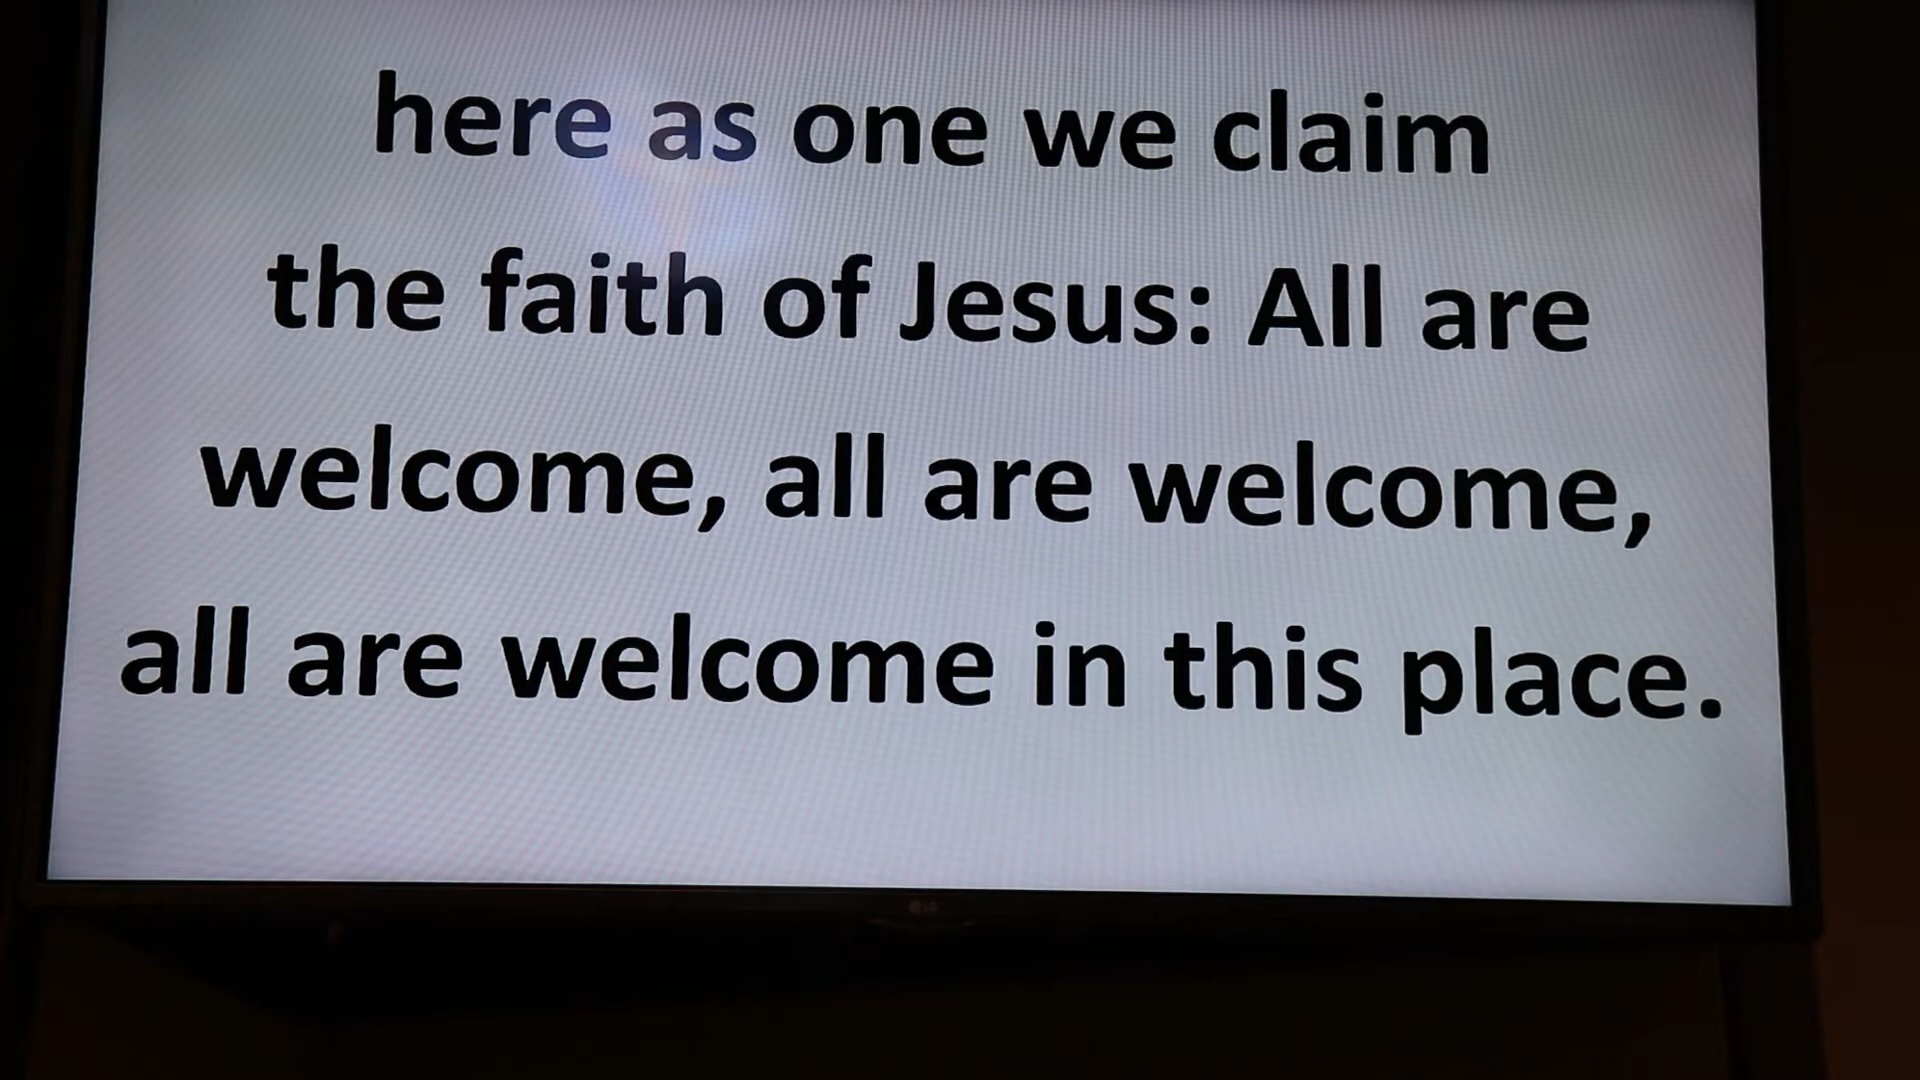 here as one we claim
the faith of Jesus: All are
welcome, all are welcome,
all are welcome in this place.
LG